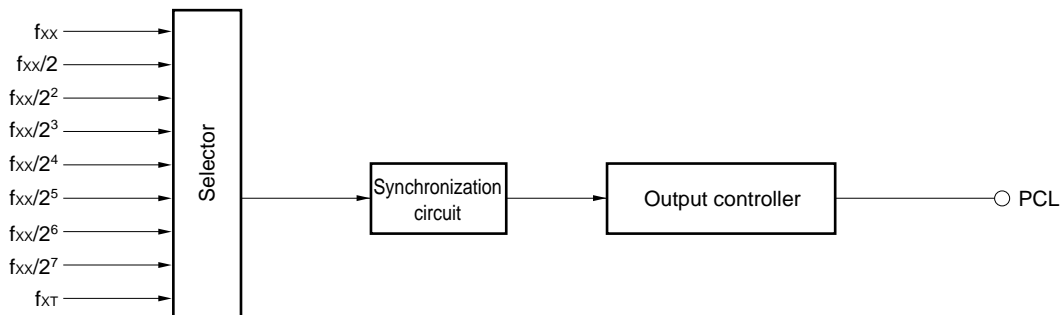 fXX
fXX/2
fXX/2²
fXX/2³
fXX/2⁴
fXX/2⁵
fXX/2⁶
fXX/2⁷
fXT
Selector
Synchronization
circuit
Output controller
PCL